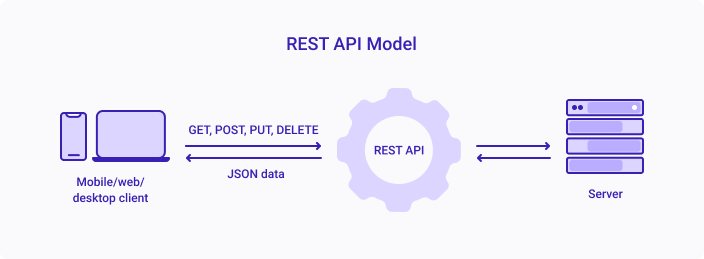 REST API Model
GET, POST, PUT, DELETE
REST API
JSON data
Mobile/web/
desktop client
Server